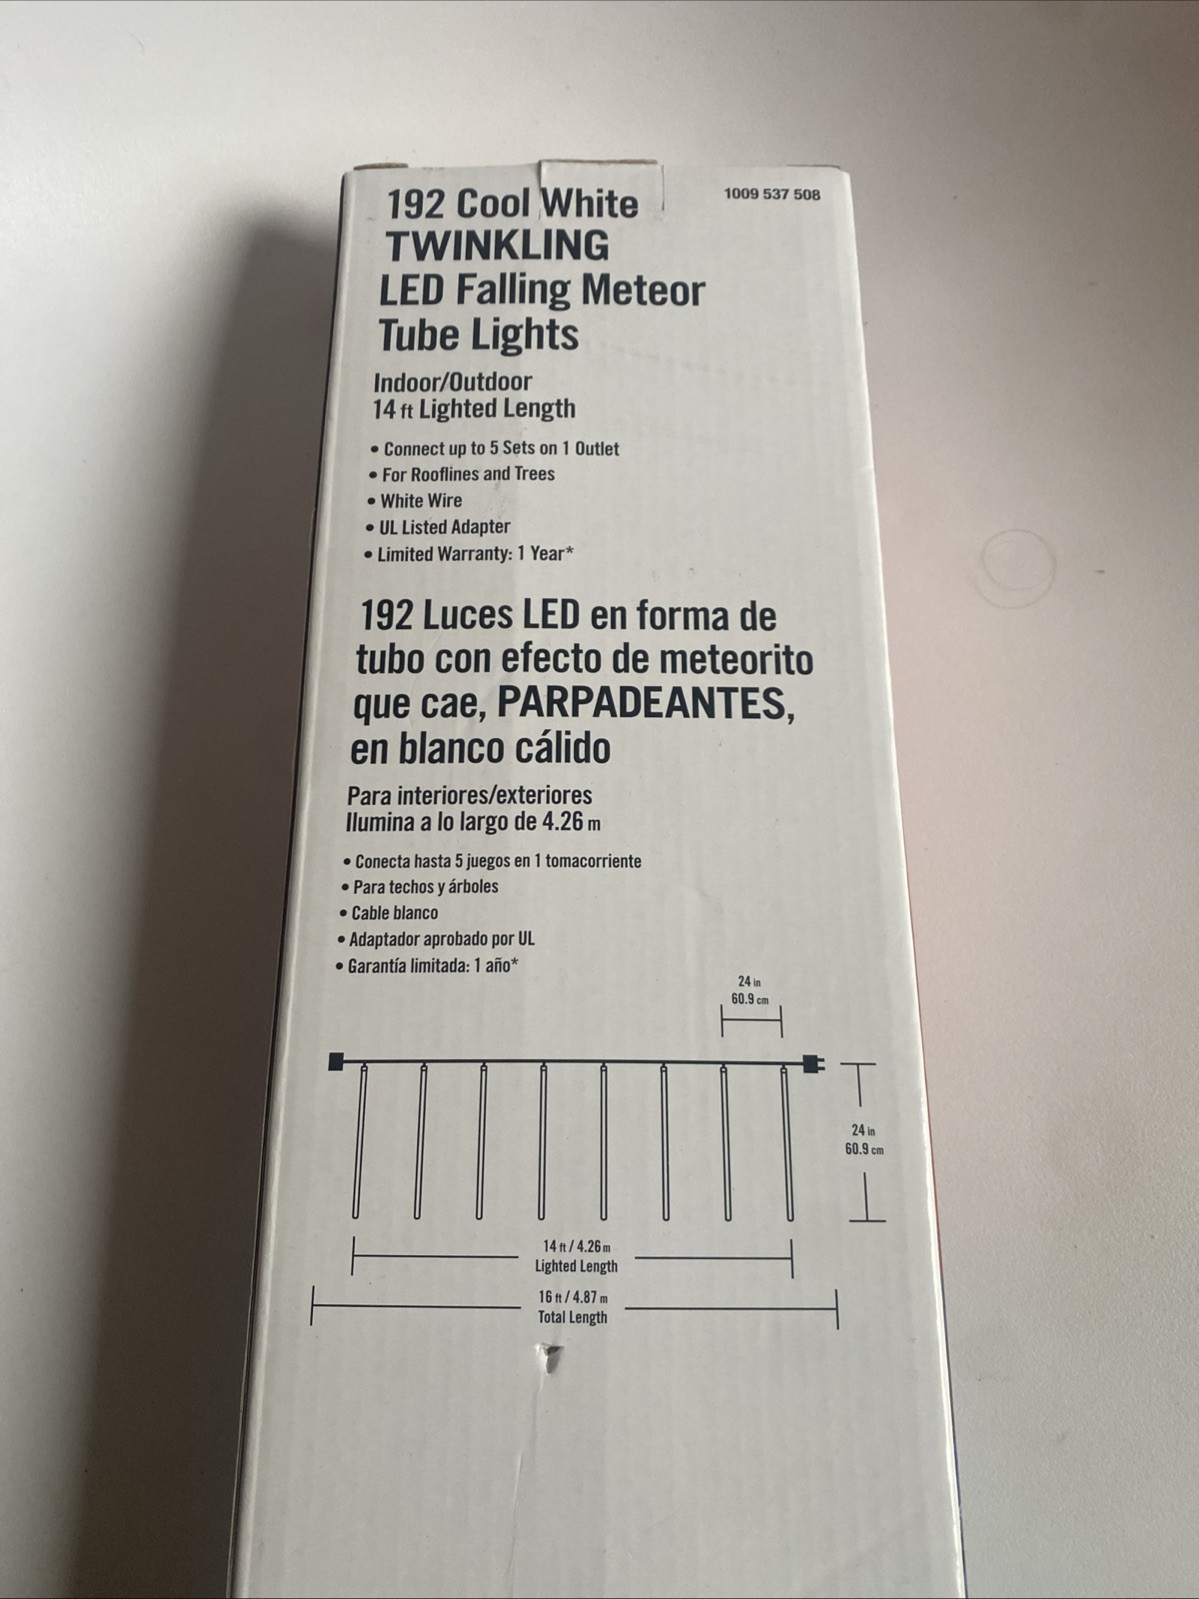 192 Cool White
1009 537 508
TWINKLING
LED Falling Meteor
Tube Lights
Indoor/Outdoor
14 ft Lighted Length
• Connect up to 5 Sets on 1 Outlet
• For Rooflines and Trees
• White Wire
• UL Listed Adapter
• Limited Warranty: 1 Year*
192 Luces LED en forma de
tubo con efecto de meteorito
que cae, PARPADEANTES,
en blanco cálido
Para interiores/exteriores
Ilumina a lo largo de 4.26 m
• Conecta hasta 5 juegos en 1 tomacorriente
• Para techos y árboles
• Cable blanco
• Adaptador aprobado por UL
• Garantía limitada: 1 año*
24 in
60.9 cm
24 in
60.9 cm
14 ft / 4.26 m
Lighted Length
16 ft / 4.87 m
Total Length